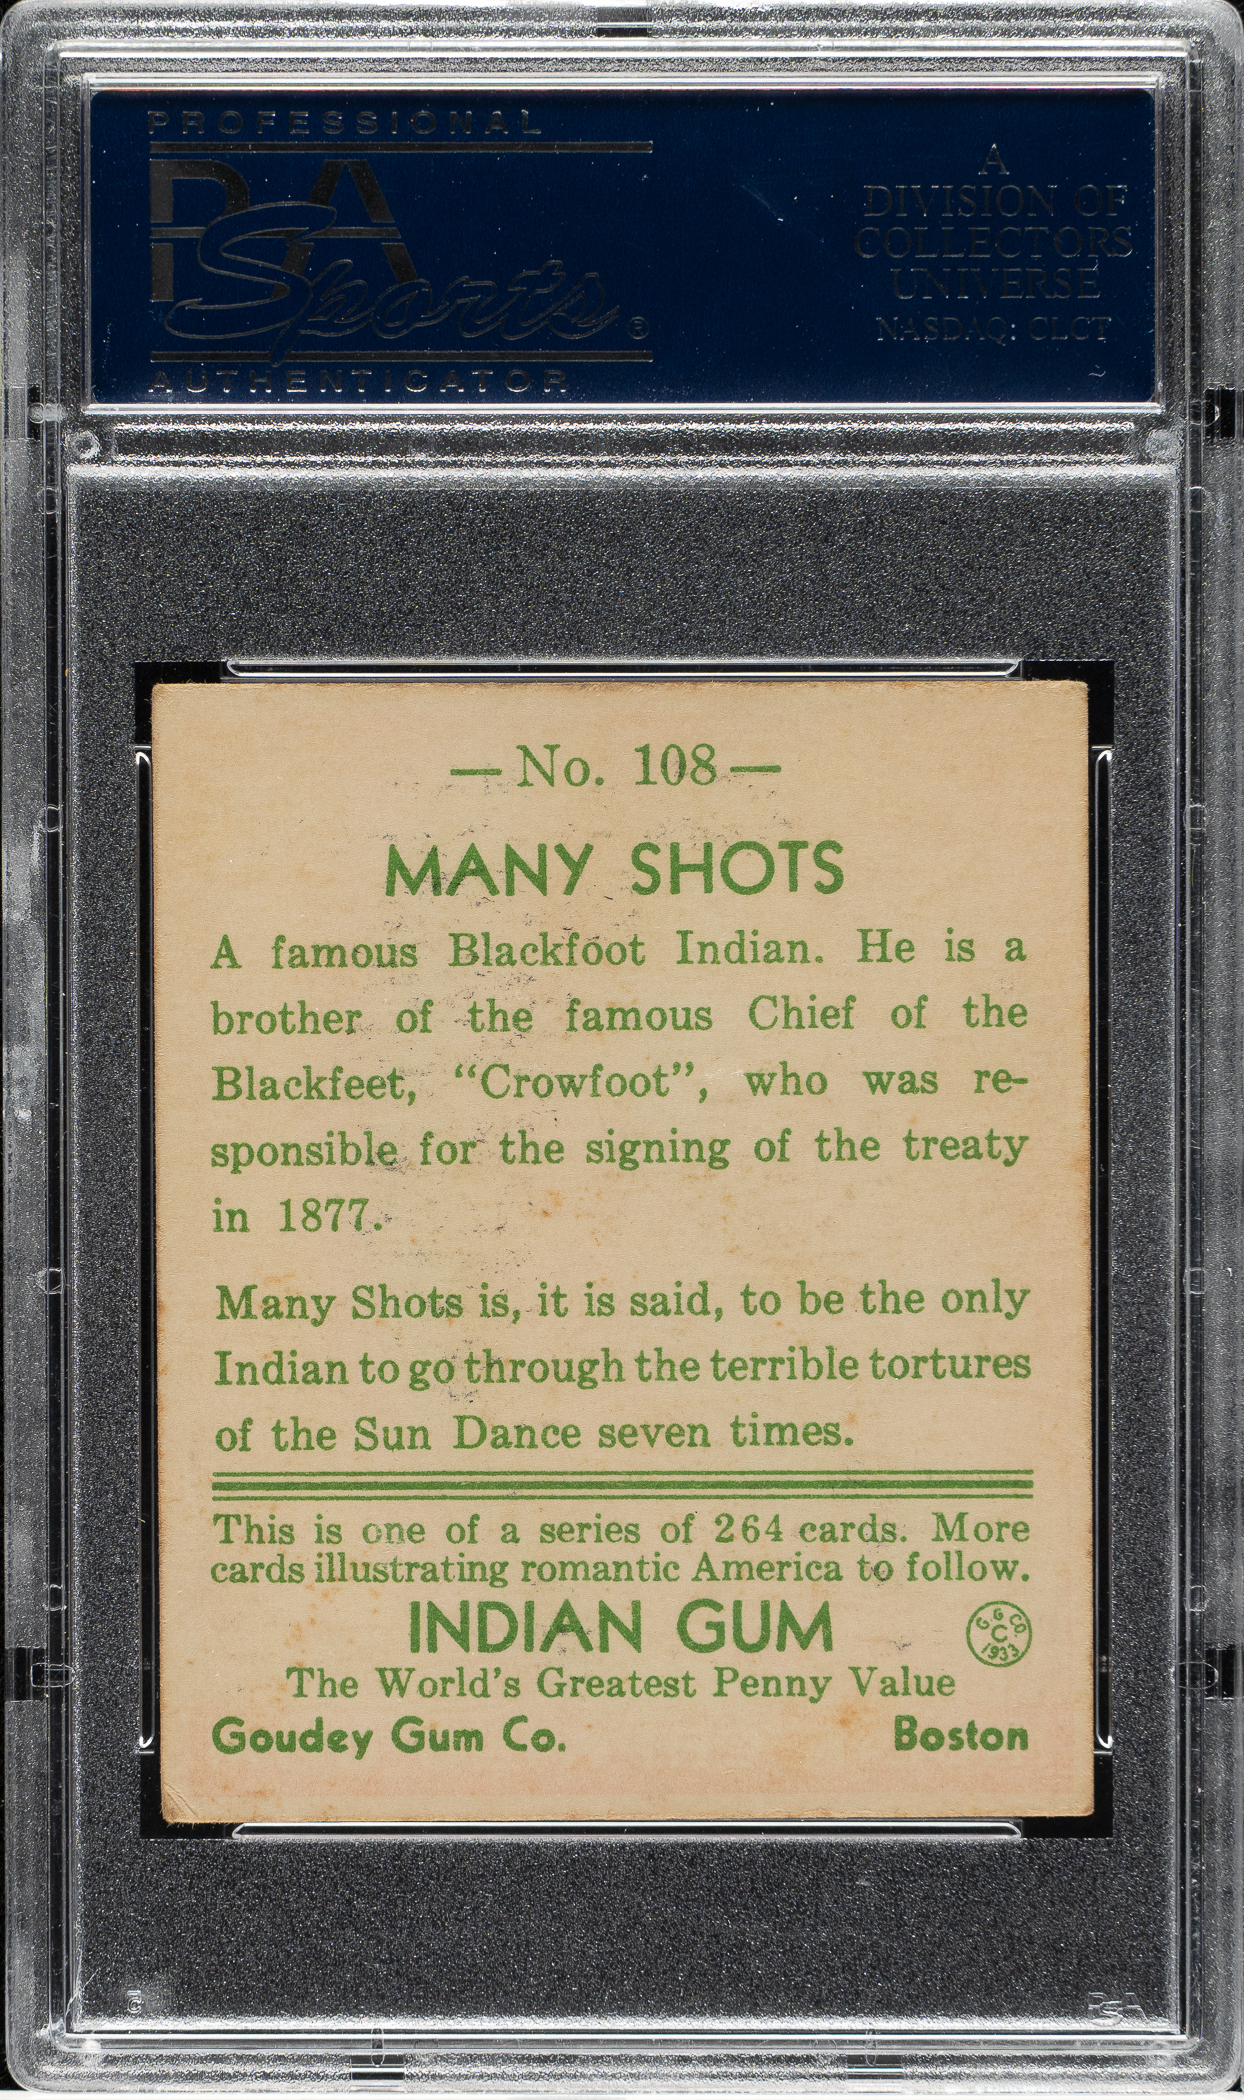 PROFESSIONAL
PSA
Sports®
AUTHENTICATOR
A
DIVISION OF
COLLECTORS
UNIVERSE
NASDAQ: CLCT
— No. 108 —
MANY SHOTS
A famous Blackfoot Indian. He is a
brother of the famous Chief of the
Blackfeet, “Crowfoot”, who was re-
sponsible for the signing of the treaty
in 1877.
Many Shots is, it is said, to be the only
Indian to go through the terrible tortures
of the Sun Dance seven times.
This is one of a series of 264 cards. More
cards illustrating romantic America to follow.
INDIAN GUM
G. G. CO.
C
1933
The World's Greatest Penny Value
Goudey Gum Co. Boston
PSA